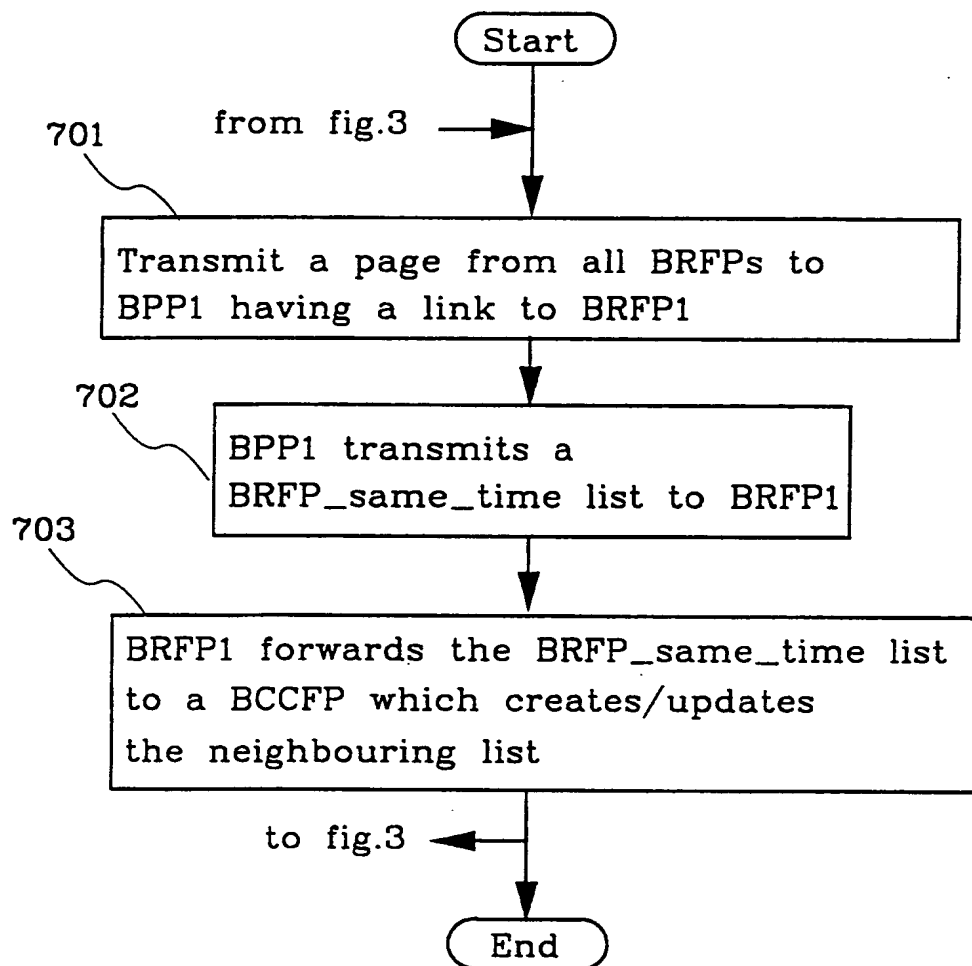 Start
from fig.3
701
Transmit a page from all BRFPs to
BPP1 having a link to BRFP1
702
BPP1 transmits a
BRFP_same_time list to BRFP1
703
BRFP1 forwards the BRFP_same_time list
to a BCCFP which creates/updates
the neighbouring list
to fig.3
End